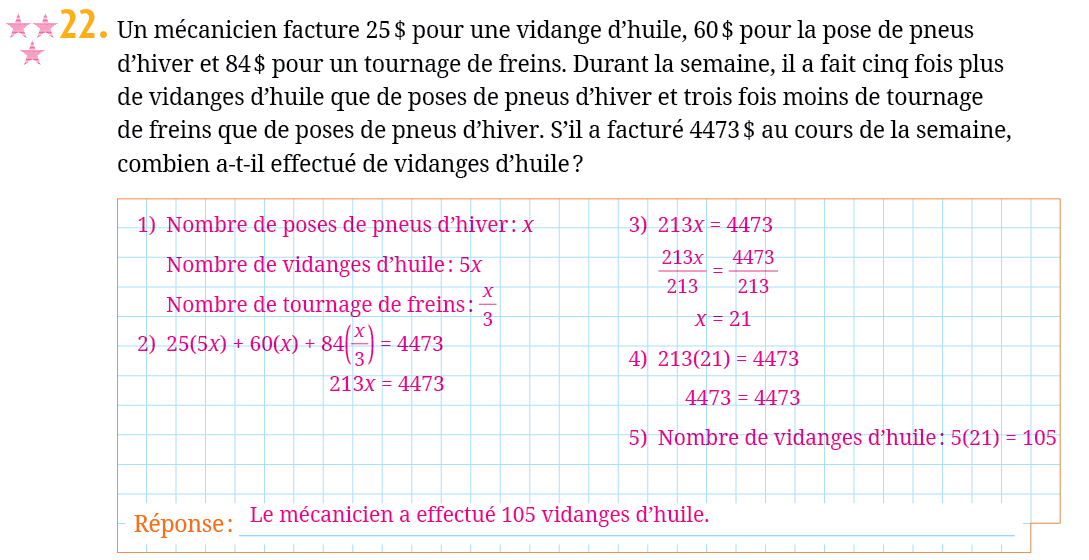 22. Un mécanicien facture 25 $ pour une vidange d’huile, 60 $ pour la pose de pneus
d’hiver et 84 $ pour un tournage de freins. Durant la semaine, il a fait cinq fois plus
de vidanges d’huile que de poses de pneus d’hiver et trois fois moins de tournage
de freins que de poses de pneus d’hiver. S’il a facturé 4473 $ au cours de la semaine,
combien a-t-il effectué de vidanges d’huile ?
1) Nombre de poses de pneus d’hiver : x
Nombre de vidanges d’huile : 5x
Nombre de tournage de freins : x/3
2) 25(5x) + 60(x) + 84(x/3) = 4473
213x = 4473
3) 213x = 4473
213x/213 = 4473/213
x = 21
4) 213(21) = 4473
4473 = 4473
5) Nombre de vidanges d’huile : 5(21) = 105
Réponse : Le mécanicien a effectué 105 vidanges d’huile.